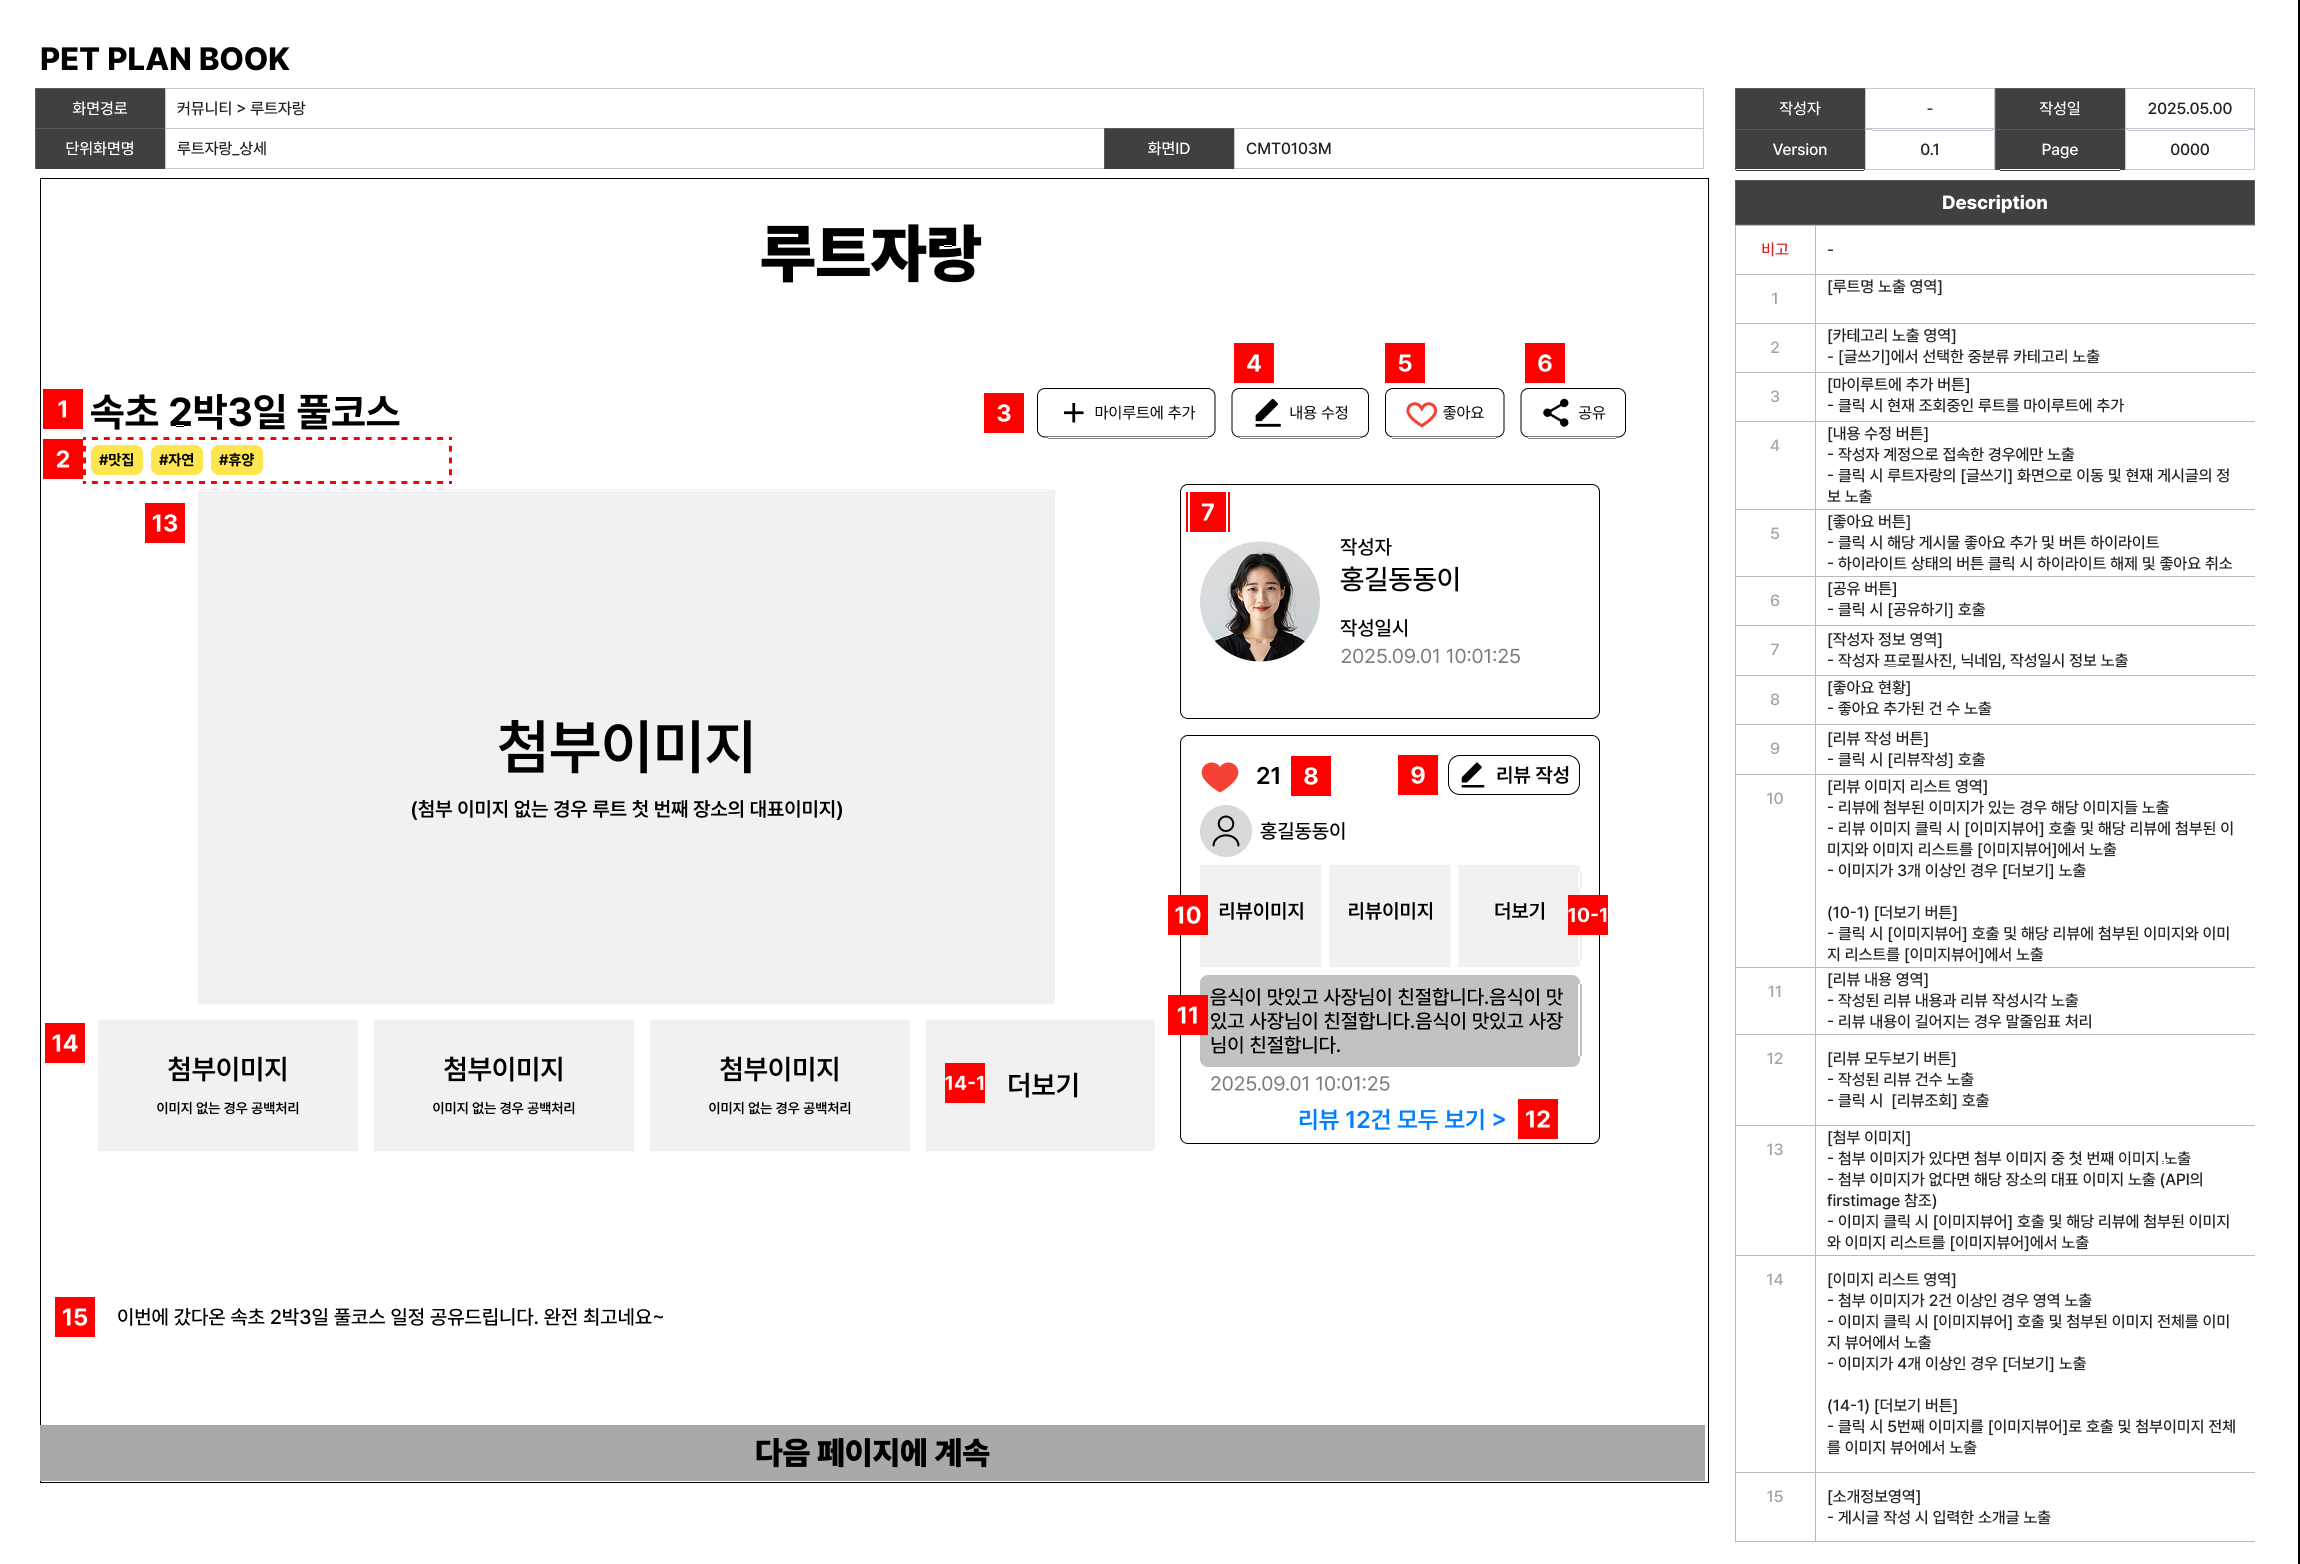 PET PLAN BOOK
화면경로
커뮤니티 > 루트자랑
단위화면명
루트자랑_상세
화면ID
CMT0103M
작성자
-
작성일
2025.05.00
Version
0.1
Page
0000
루트자랑
1
속초 2박3일 풀코스
2
#맛집 #자연 #휴양
3
마이루트에 추가
4
내용 수정
5
좋아요
6
공유
13
첨부이미지
(첨부 이미지 없는 경우 루트 첫 번째 장소의 대표이미지)
7
작성자
홍길동동이
작성일시
2025.09.01 10:01:25
21
8
9
리뷰 작성
홍길동동이
10
리뷰이미지
리뷰이미지
더보기
10-1
11
음식이 맛있고 사장님이 친절합니다.음식이 맛
있고 사장님이 친절합니다.음식이 맛있고 사장
님이 친절합니다.
2025.09.01 10:01:25
리뷰 12건 모두 보기 >
12
14
첨부이미지
이미지 없는 경우 공백처리
첨부이미지
이미지 없는 경우 공백처리
첨부이미지
이미지 없는 경우 공백처리
14-1
더보기
15
이번에 갔다온 속초 2박3일 풀코스 일정 공유드립니다. 완전 최고네요~
다음 페이지에 계속
Description
비고
-
1
[루트명 노출 영역]
2
[카테고리 노출 영역]
- [글쓰기]에서 선택한 중분류 카테고리 노출
3
[마이루트에 추가 버튼]
- 클릭 시 현재 조회중인 루트를 마이루트에 추가
4
[내용 수정 버튼]
- 작성자 계정으로 접속한 경우에만 노출
- 클릭 시 루트자랑의 [글쓰기] 화면으로 이동 및 현재 게시글의 정
보 노출
5
[좋아요 버튼]
- 클릭 시 해당 게시물 좋아요 추가 및 버튼 하이라이트
- 하이라이트 상태의 버튼 클릭 시 하이라이트 해제 및 좋아요 취소
6
[공유 버튼]
- 클릭 시 [공유하기] 호출
7
[작성자 정보 영역]
- 작성자 프로필사진, 닉네임, 작성일시 정보 노출
8
[좋아요 현황]
- 좋아요 추가된 건 수 노출
9
[리뷰 작성 버튼]
- 클릭 시 [리뷰작성] 호출
10
[리뷰 이미지 리스트 영역]
- 리뷰에 첨부된 이미지가 있는 경우 해당 이미지들 노출
- 리뷰 이미지 클릭 시 [이미지뷰어] 호출 및 해당 리뷰에 첨부된 이
미지와 이미지 리스트를 [이미지뷰어]에서 노출
- 이미지가 3개 이상인 경우 [더보기] 노출
(10-1) [더보기 버튼]
- 클릭 시 [이미지뷰어] 호출 및 해당 리뷰에 첨부된 이미지와 이미
지 리스트를 [이미지뷰어]에서 노출
11
[리뷰 내용 영역]
- 작성된 리뷰 내용과 리뷰 작성시각 노출
- 리뷰 내용이 길어지는 경우 말줄임표 처리
12
[리뷰 모두보기 버튼]
- 작성된 리뷰 건수 노출
- 클릭 시  [리뷰조회] 호출
13
[첨부 이미지]
- 첨부 이미지가 있다면 첨부 이미지 중 첫 번째 이미지 노출
- 첨부 이미지가 없다면 해당 장소의 대표 이미지 노출 (API의
firstimage 참조)
- 이미지 클릭 시 [이미지뷰어] 호출 및 해당 리뷰에 첨부된 이미지
와 이미지 리스트를 [이미지뷰어]에서 노출
14
[이미지 리스트 영역]
- 첨부 이미지가 2건 이상인 경우 영역 노출
- 이미지 클릭 시 [이미지뷰어] 호출 및 첨부된 이미지 전체를 이미
지 뷰어에서 노출
- 이미지가 4개 이상인 경우 [더보기] 노출
(14-1) [더보기 버튼]
- 클릭 시 5번째 이미지를 [이미지뷰어]로 호출 및 첨부이미지 전체
를 이미지 뷰어에서 노출
15
[소개정보영역]
- 게시글 작성 시 입력한 소개글 노출